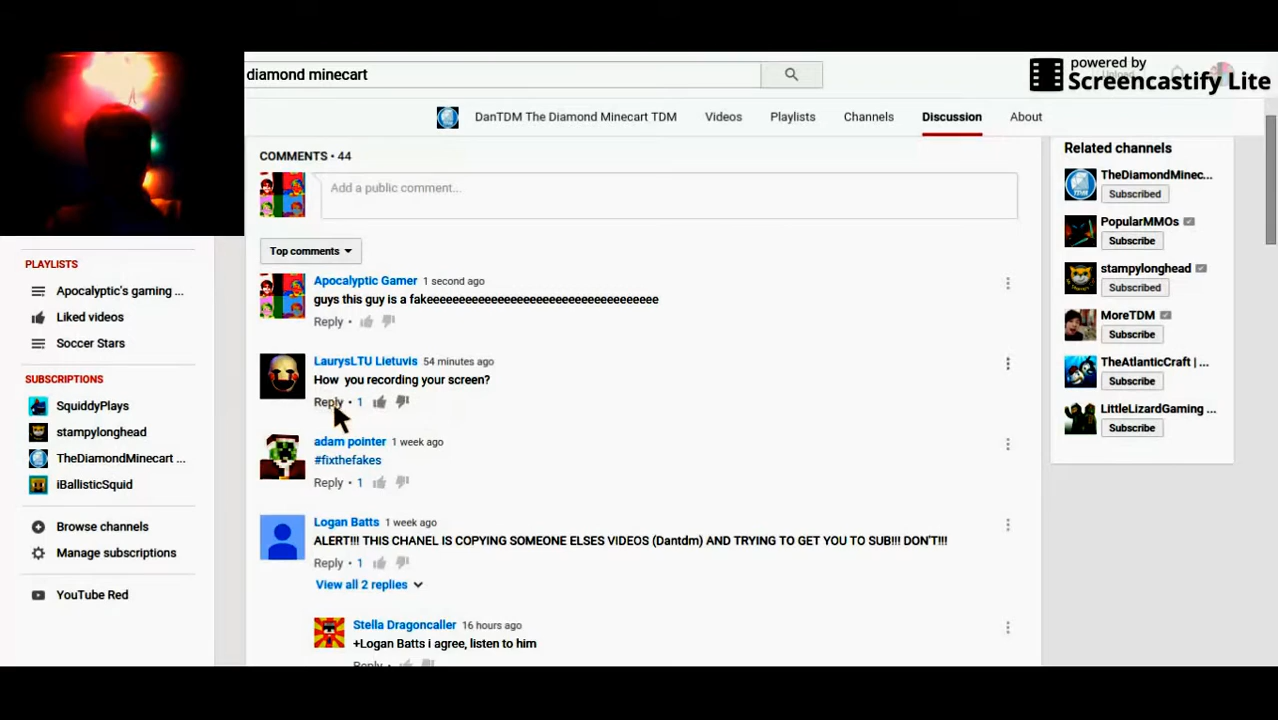 diamond minecart
powered by
Screencastify Lite
DanTDM The Diamond Minecart TDM
Videos
Playlists
Channels
Discussion
About
COMMENTS • 44
Add a public comment...
Top comments
Apocalyptic Gamer 1 second ago
guys this guy is a fakeeeeeeeeeeeeeeeeeeeeeeeeeeeeeeeeeeee
Reply •
LaurysLTU Lietuvis 54 minutes ago
How you recording your screen?
Reply • 1
adam pointer 1 week ago
#fixthefakes
Reply • 1
Logan Batts 1 week ago
ALERT!!! THIS CHANEL IS COPYING SOMEONE ELSES VIDEOS (Dantdm) AND TRYING TO GET YOU TO SUB!!! DON'T!!!
Reply • 1
View all 2 replies
Stella Dragoncaller 16 hours ago
+Logan Batts i agree, listen to him
Reply
PLAYLISTS
Apocalyptic's gaming ...
Liked videos
Soccer Stars
SUBSCRIPTIONS
SquiddyPlays
stampylonghead
TheDiamondMinecart ...
iBallisticSquid
Browse channels
Manage subscriptions
YouTube Red
Related channels
TheDiamondMinec...
Subscribed
PopularMMOs
Subscribe
stampylonghead
Subscribed
MoreTDM
Subscribe
TheAtlanticCraft |...
Subscribe
LittleLizardGaming ...
Subscribe